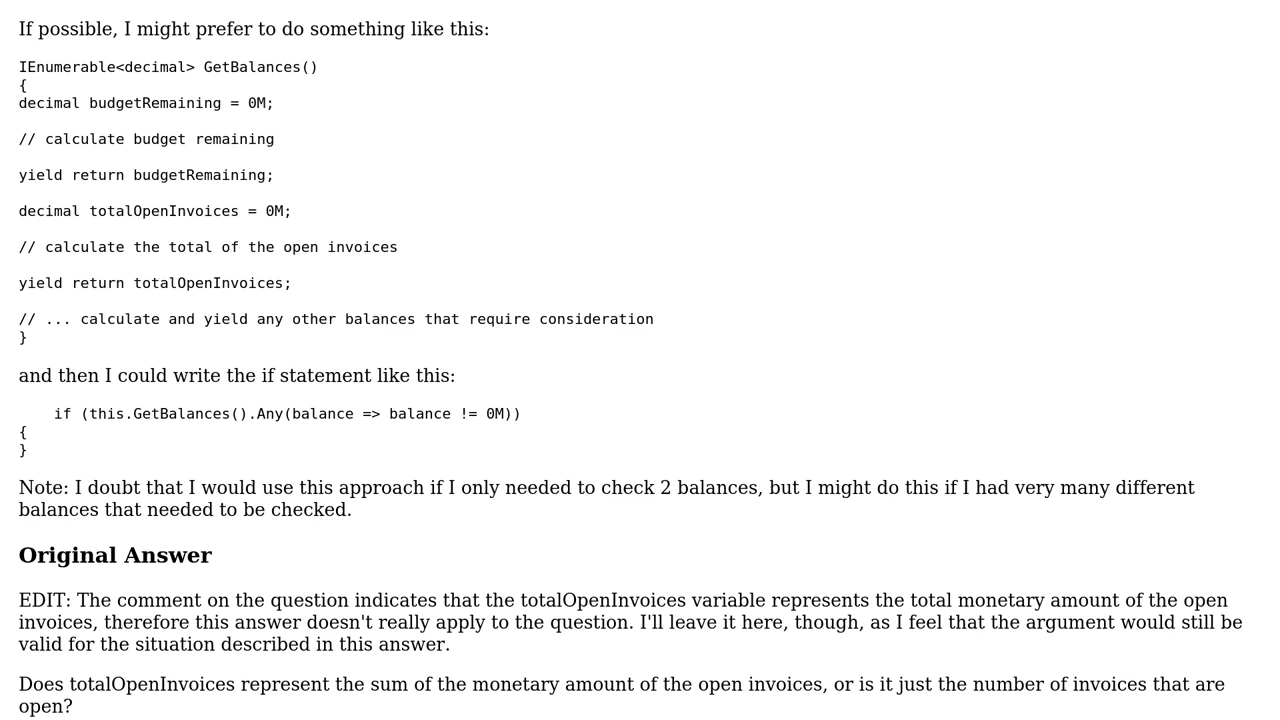 If possible, I might prefer to do something like this:
IEnumerable<decimal> GetBalances()
{
decimal budgetRemaining = 0M;
// calculate budget remaining
yield return budgetRemaining;
decimal totalOpenInvoices = 0M;
// calculate the total of the open invoices
yield return totalOpenInvoices;
// ... calculate and yield any other balances that require consideration
}
and then I could write the if statement like this:
    if (this.GetBalances().Any(balance => balance != 0M))
{
}
Note: I doubt that I would use this approach if I only needed to check 2 balances, but I might do this if I had very many different
balances that needed to be checked.
Original Answer
EDIT: The comment on the question indicates that the totalOpenInvoices variable represents the total monetary amount of the open
invoices, therefore this answer doesn't really apply to the question. I'll leave it here, though, as I feel that the argument would still be
valid for the situation described in this answer.
Does totalOpenInvoices represent the sum of the monetary amount of the open invoices, or is it just the number of invoices that are
open?